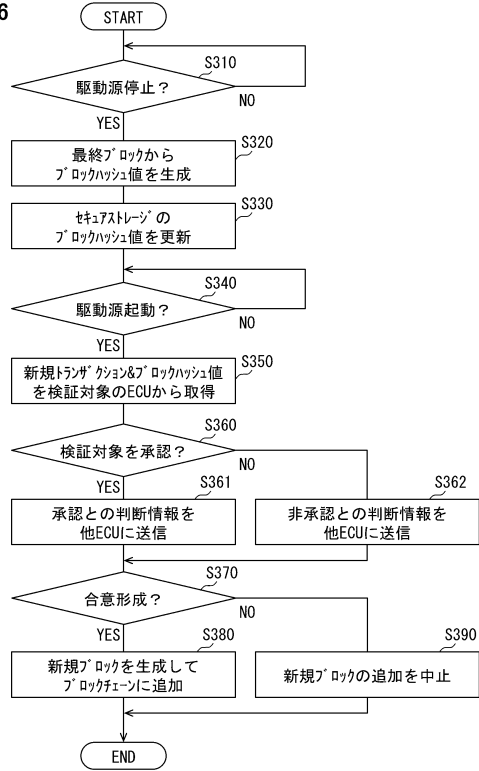 6
START
S310
駆動源停止？
NO
YES
S320
最終ﾌﾞﾛｯｸから
ﾌﾞﾛｯｸﾊｯｼｭ値を生成
S330
ｾｷｭｱｽﾄﾚｰｼﾞの
ﾌﾞﾛｯｸﾊｯｼｭ値を更新
S340
駆動源起動？
NO
YES
S350
新規ﾄﾗﾝｻﾞｸｼｮﾝ&ﾌﾞﾛｯｸﾊｯｼｭ値
を検証対象のECUから取得
S360
検証対象を承認？
NO
YES
S361
承認との判断情報を
他ECUに送信
S362
非承認との判断情報を
他ECUに送信
S370
合意形成？
NO
YES
S380
新規ﾌﾞﾛｯｸを生成して
ﾌﾞﾛｯｸﾁｪｰﾝに追加
S390
新規ﾌﾞﾛｯｸの追加を中止
END